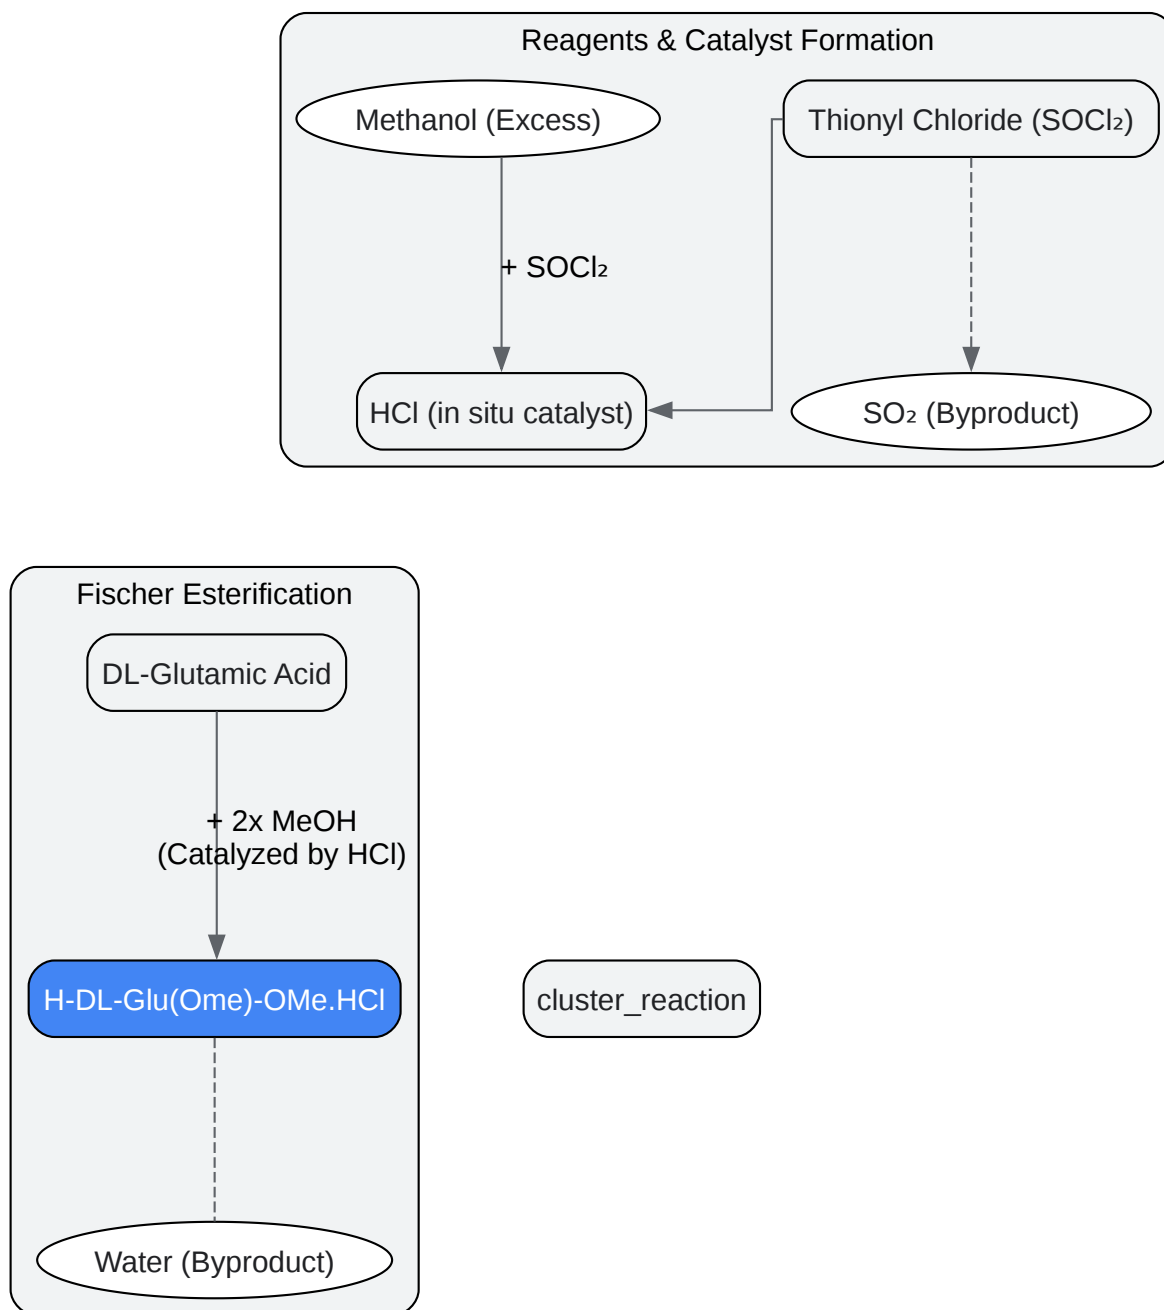 Reagents & Catalyst Formation
Methanol (Excess)
Thionyl Chloride (SOCl₂)
+ SOCl₂
HCl (in situ catalyst)
SO₂ (Byproduct)
Fischer Esterification
DL-Glutamic Acid
+ 2x MeOH
(Catalyzed by HCl)
H-DL-Glu(Ome)-OMe.HCl
cluster_reaction
Water (Byproduct)